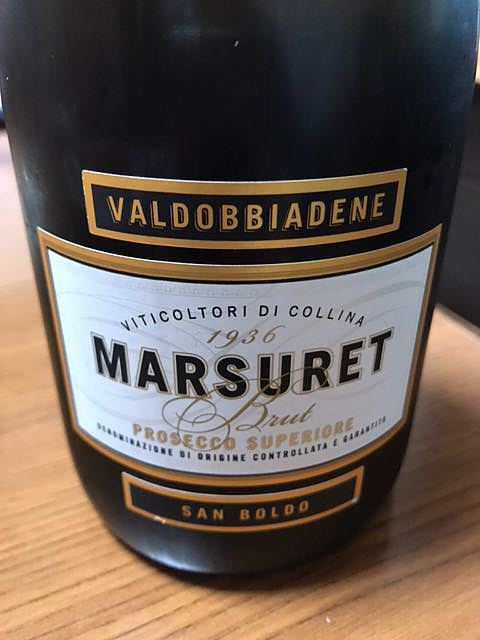 VALDOBBIADENE
VITICOLTORI DI COLLINA
1936
MARSURET
Brut
PROSECCO SUPERIORE
DENOMINAZIONE DI ORIGINE CONTROLLATA E GARANTITA
SAN BOLDO